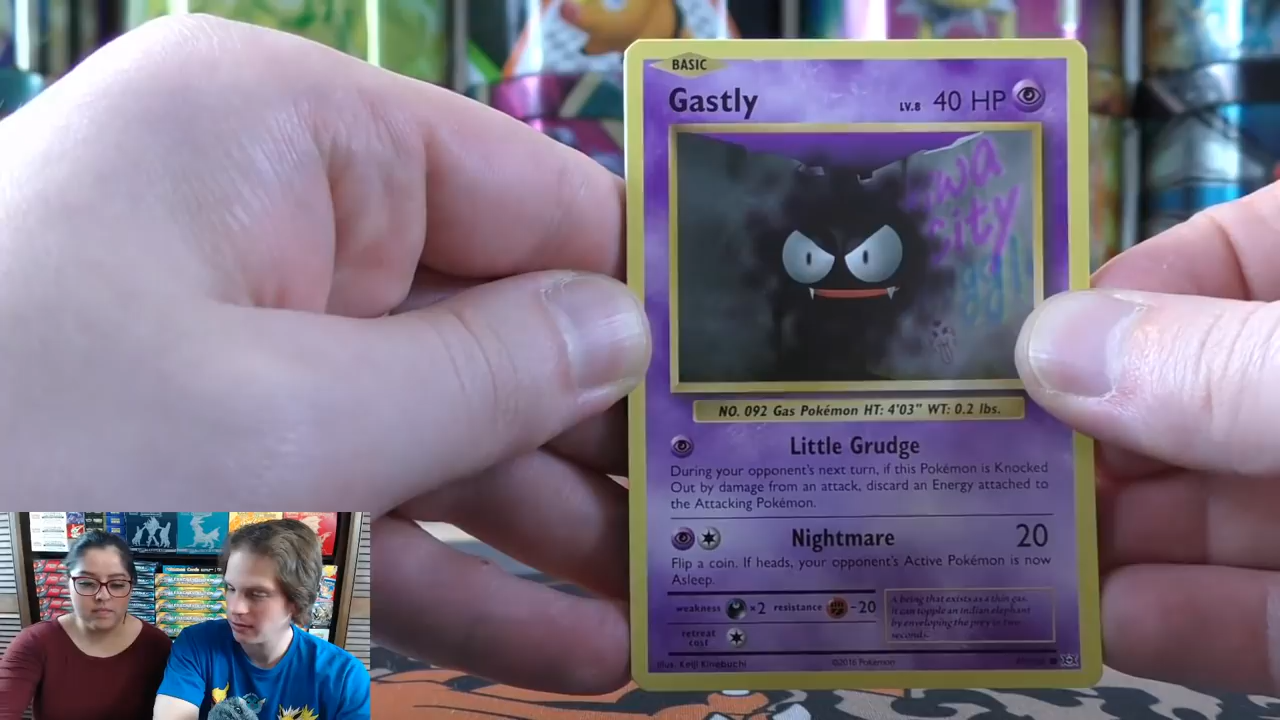 BASIC
Gastly LV.8 40 HP
wa
sity
NO. 092 Gas Pokémon HT: 4'03" WT: 0.2 lbs.
Little Grudge
During your opponent's next turn, if this Pokémon is Knocked
Out by damage from an attack, discard an Energy attached to
the Attacking Pokémon.
Nightmare 20
Flip a coin. If heads, your opponent's Active Pokémon is now
Asleep.
weakness ×2 resistance -20
A being that exists as a thin gas.
It can topple an Indian elephant
by enveloping the prey in two
seconds.
retreat
cost
Illus. Keiji Kinebuchi ©2016 Pokémon